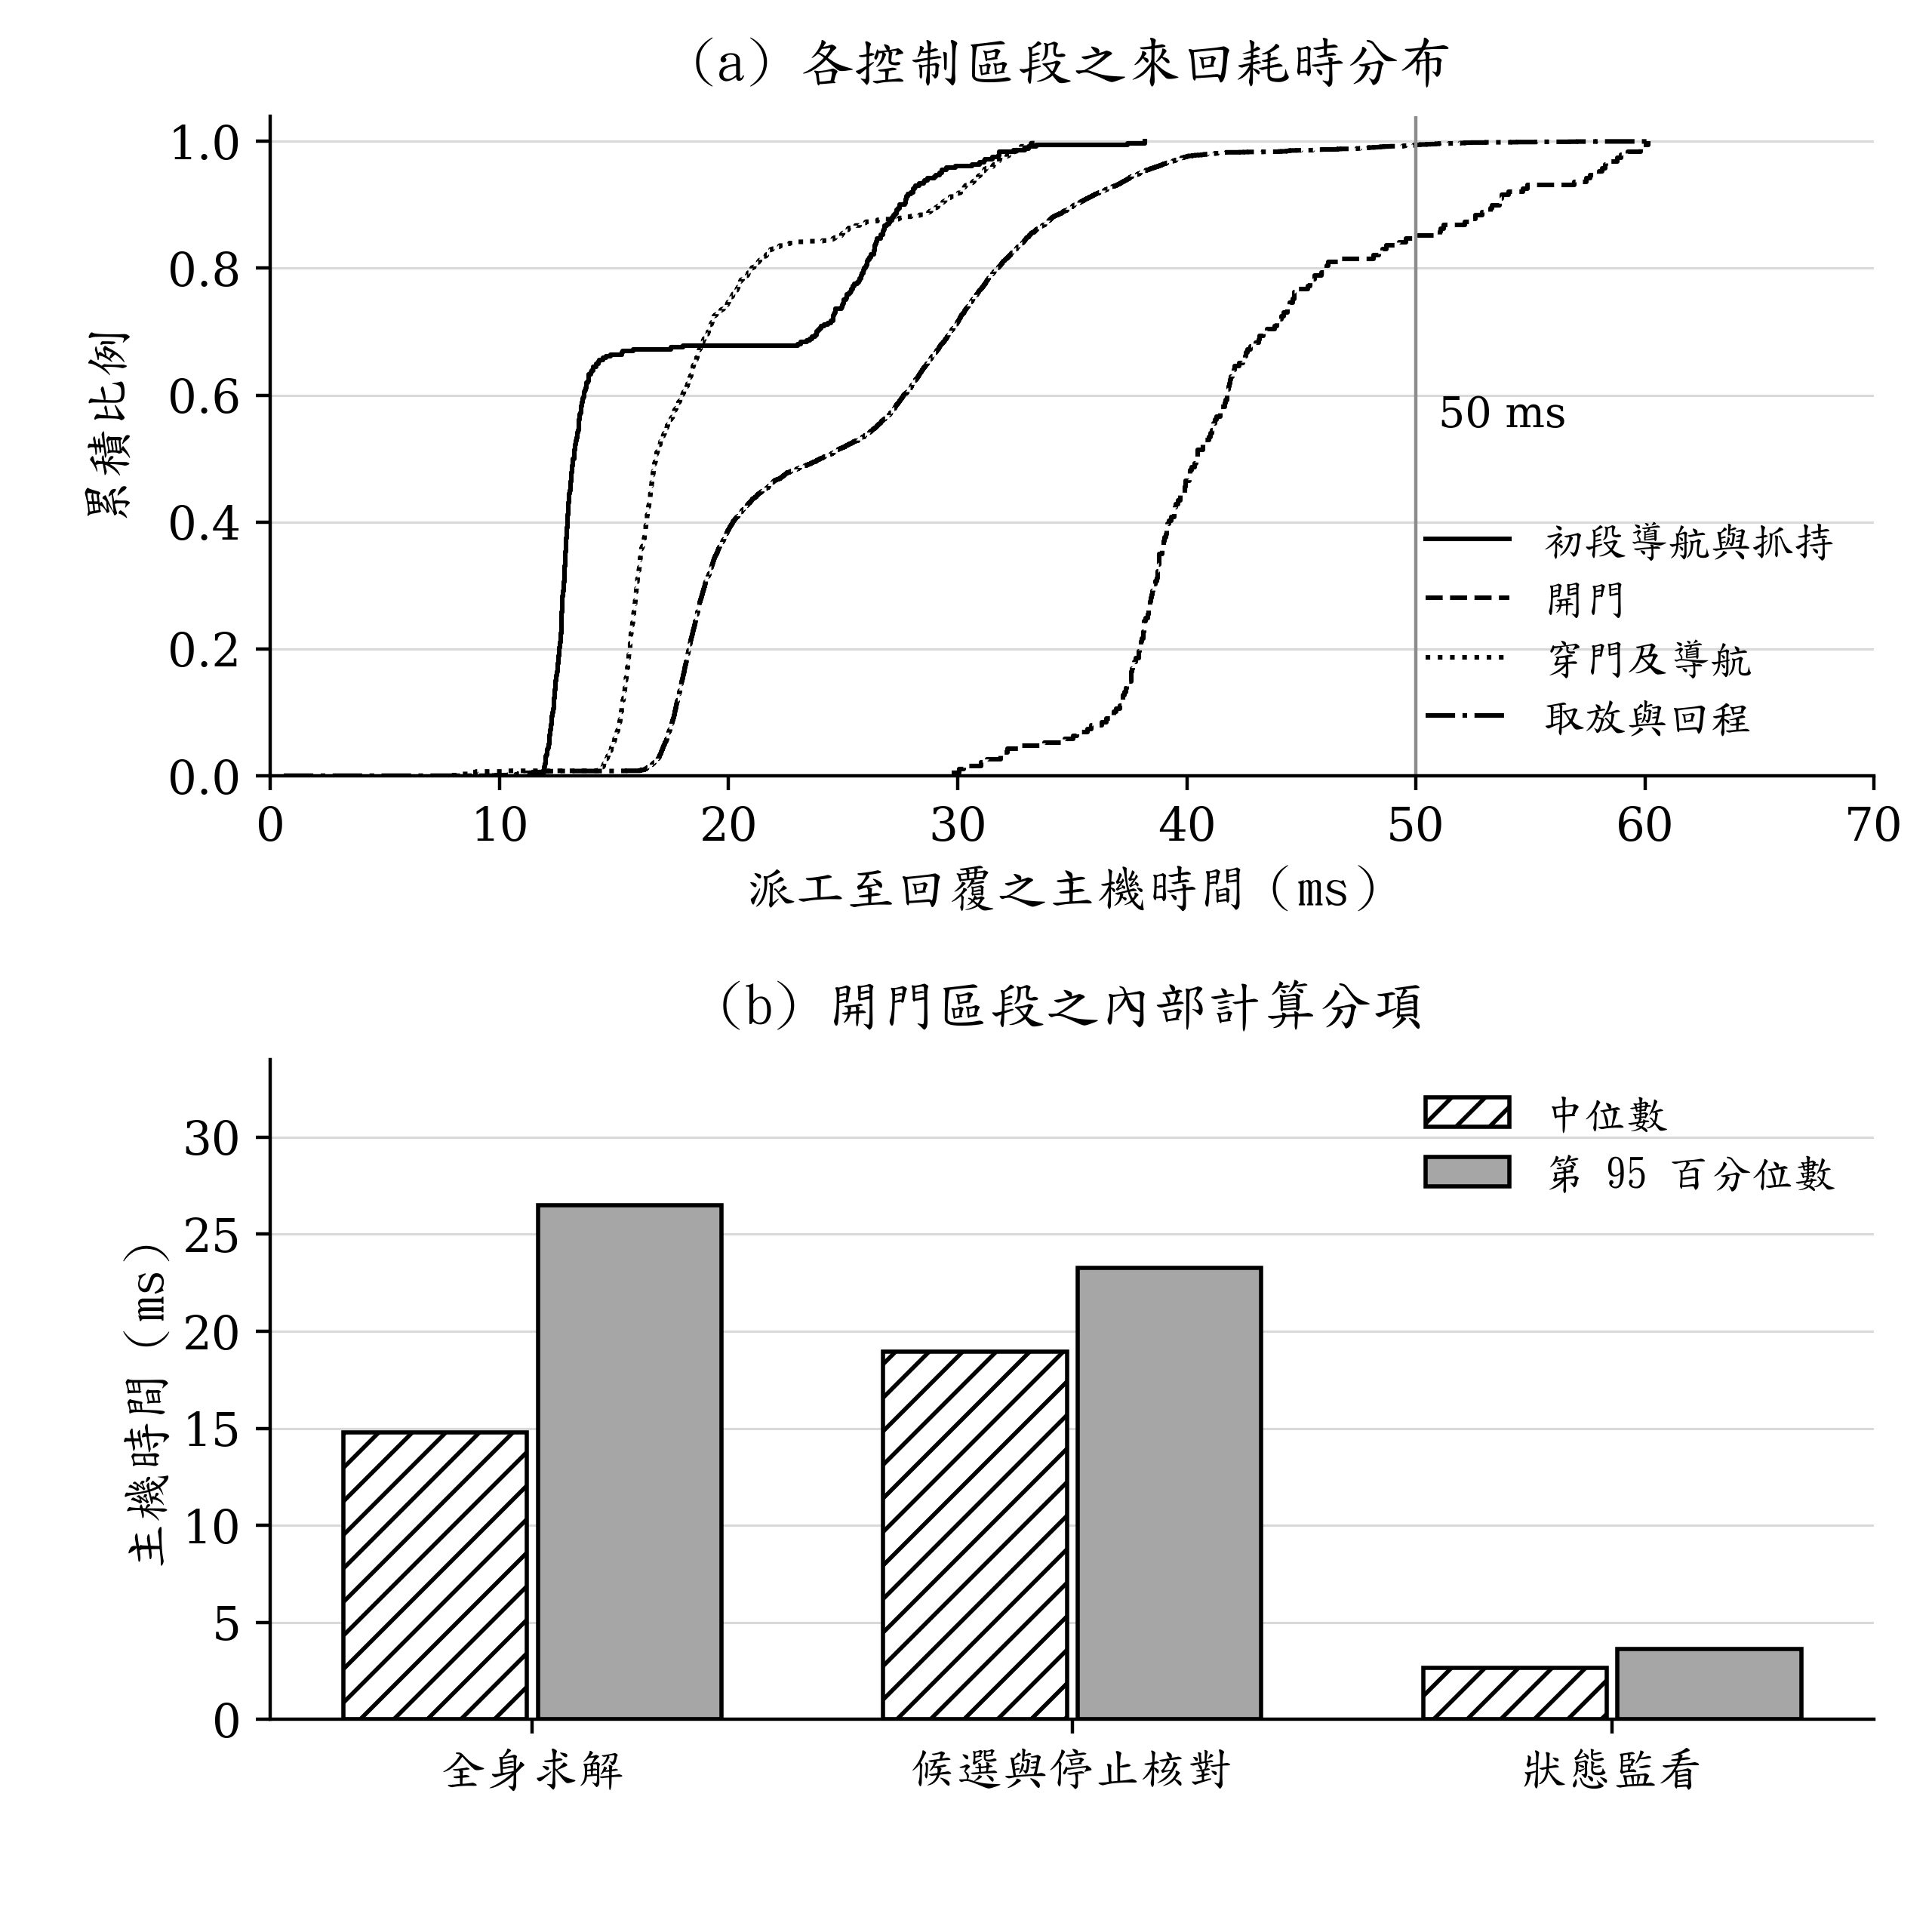 (a) 各控制區段之來回耗時分布
1.0
0.8
0.6
0.4
0.2
0.0
累積比例
50 ms
初段導航與抓持
開門
穿門及導航
取放與回程
0 10 20 30 40 50 60 70
派工至回覆之主機時間 (ms)
(b) 開門區段之內部計算分項
30
25
20
15
10
5
0
主機時間 (ms)
中位數
第 95 百分位數
全身求解 候選與停止核對 狀態監看